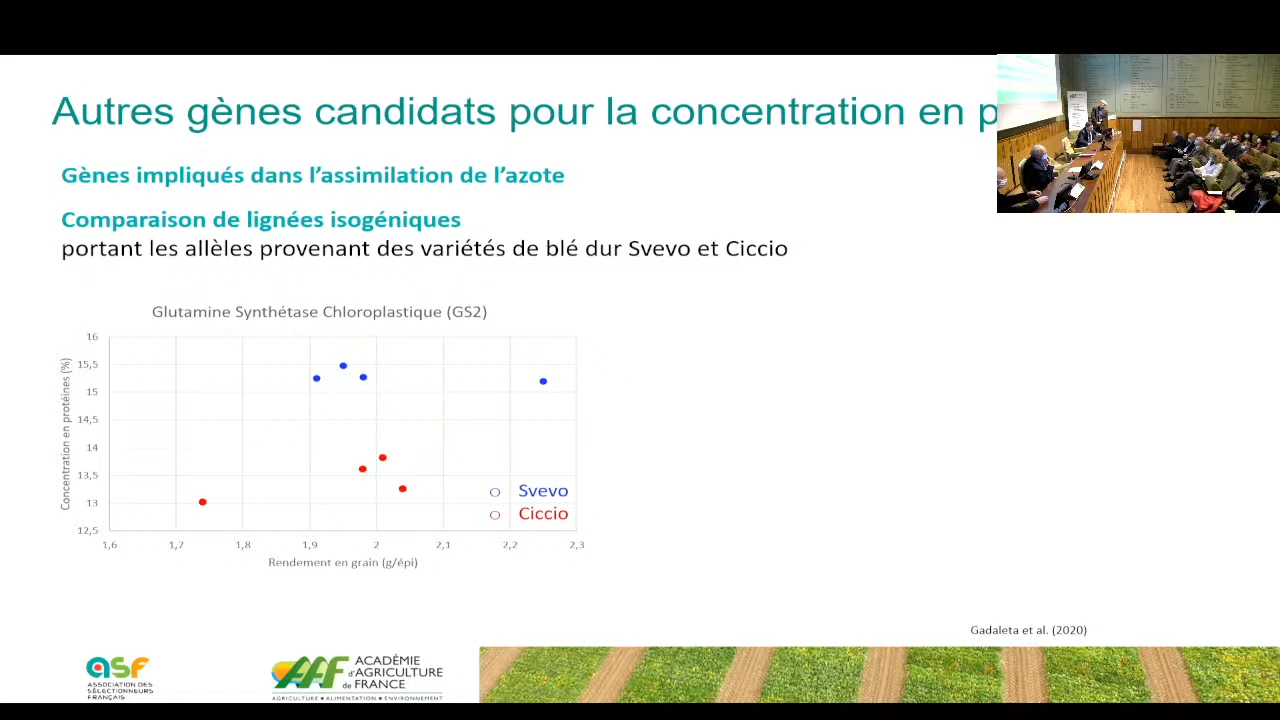 Autres gènes candidats pour la concentration en p
Gènes impliqués dans l’assimilation de l’azote
Comparaison de lignées isogéniques
portant les allèles provenant des variétés de blé dur Svevo et Ciccio
Glutamine Synthétase Chloroplastique (GS2)
Concentration en protéines (%)
16
15,5
15
14,5
14
13,5
13
12,5
Svevo
Ciccio
1,6 1,7 1,8 1,9 2 2,1 2,2 2,3
Rendement en grain (g/épi)
Gadaleta et al. (2020)
asf
ASSOCIATION DES
SÉLECTIONNEURS
FRANÇAIS
AAF
ACADÉMIE
d'AGRICULTURE
de FRANCE
AGRICULTURE ■ ALIMENTATION ■ ENVIRONNEMENT